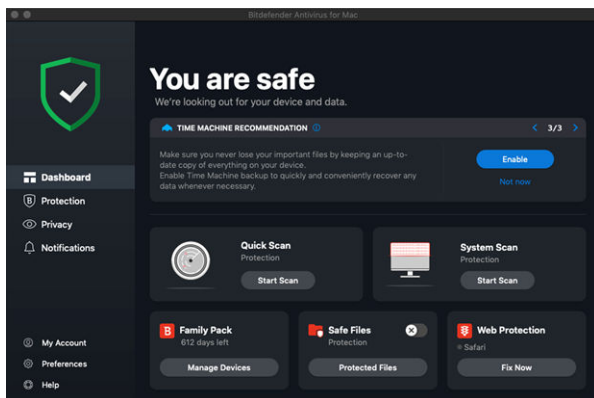 Bitdefender Antivirus for Mac
You are safe
We're looking out for your device and data.
TIME MACHINE RECOMMENDATION
3/3
Make sure you never lose your important files by keeping an up-to-
date copy of everything on your device.
Enable Time Machine backup to quickly and conveniently recover any
data whenever necessary.
Enable
Not now
Dashboard
Protection
Privacy
Notifications
Quick Scan
Protection
Start Scan
System Scan
Protection
Start Scan
B Family Pack
612 days left
Manage Devices
Safe Files
Protection
Protected Files
Web Protection
Safari
Fix Now
My Account
Preferences
Help